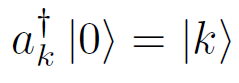 a_k^† |0⟩ = |k⟩